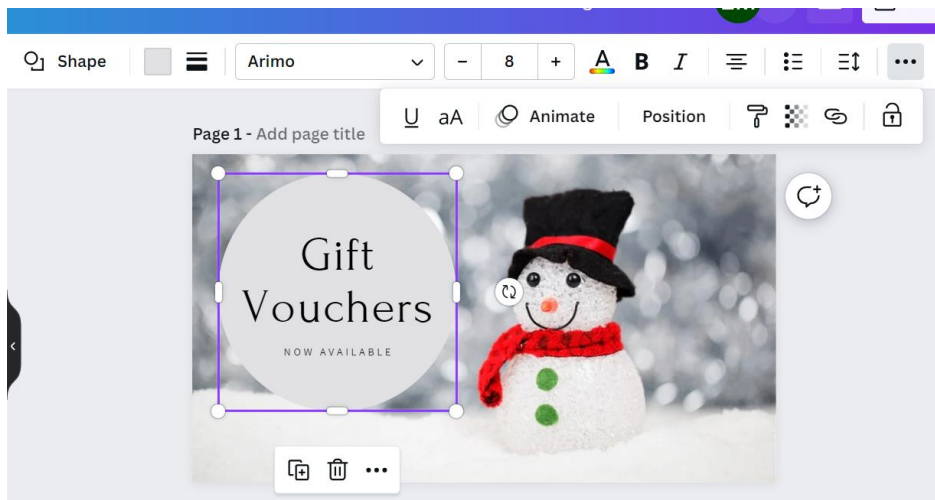 Shape
Arimo
- 8 +
A B I
U aA Animate Position
Page 1 - Add page title
Gift
Vouchers
NOW AVAILABLE